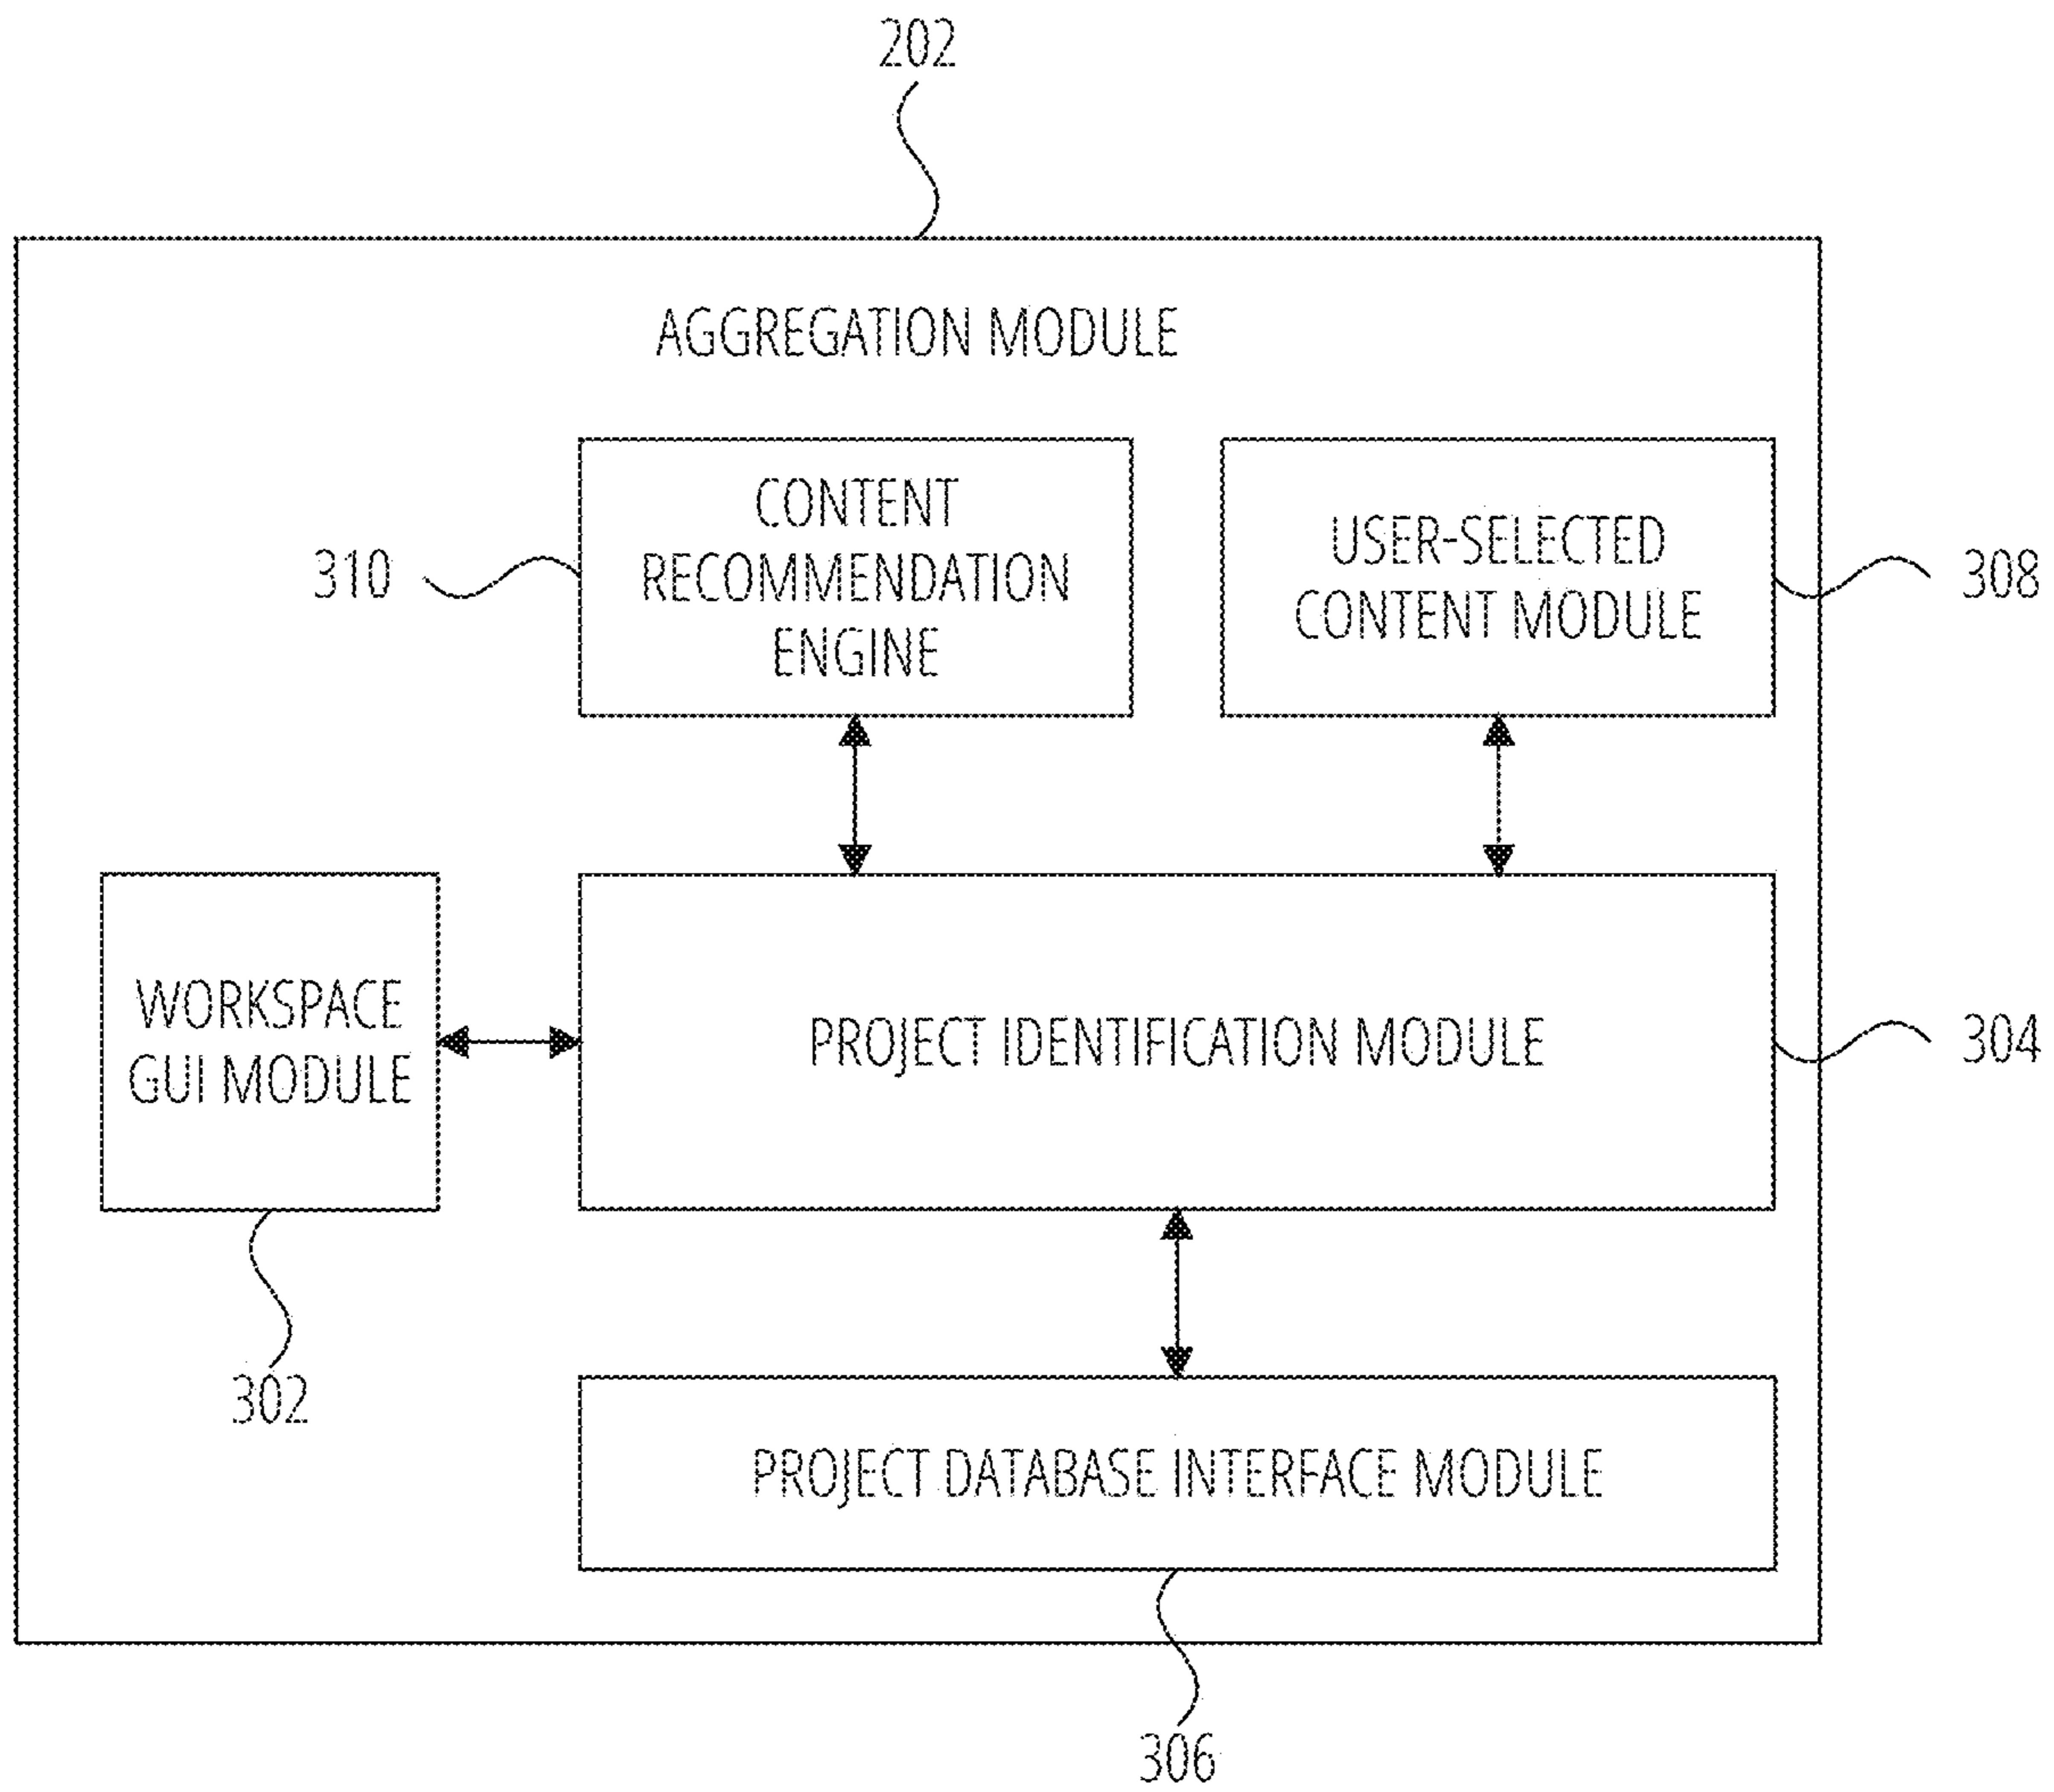 202
AGGREGATION MODULE
CONTENT
RECOMMENDATION
ENGINE
310
USER-SELECTED
CONTENT MODULE
308
WORKSPACE
GUI MODULE
302
PROJECT IDENTIFICATION MODULE
304
PROJECT DATABASE INTERFACE MODULE
306